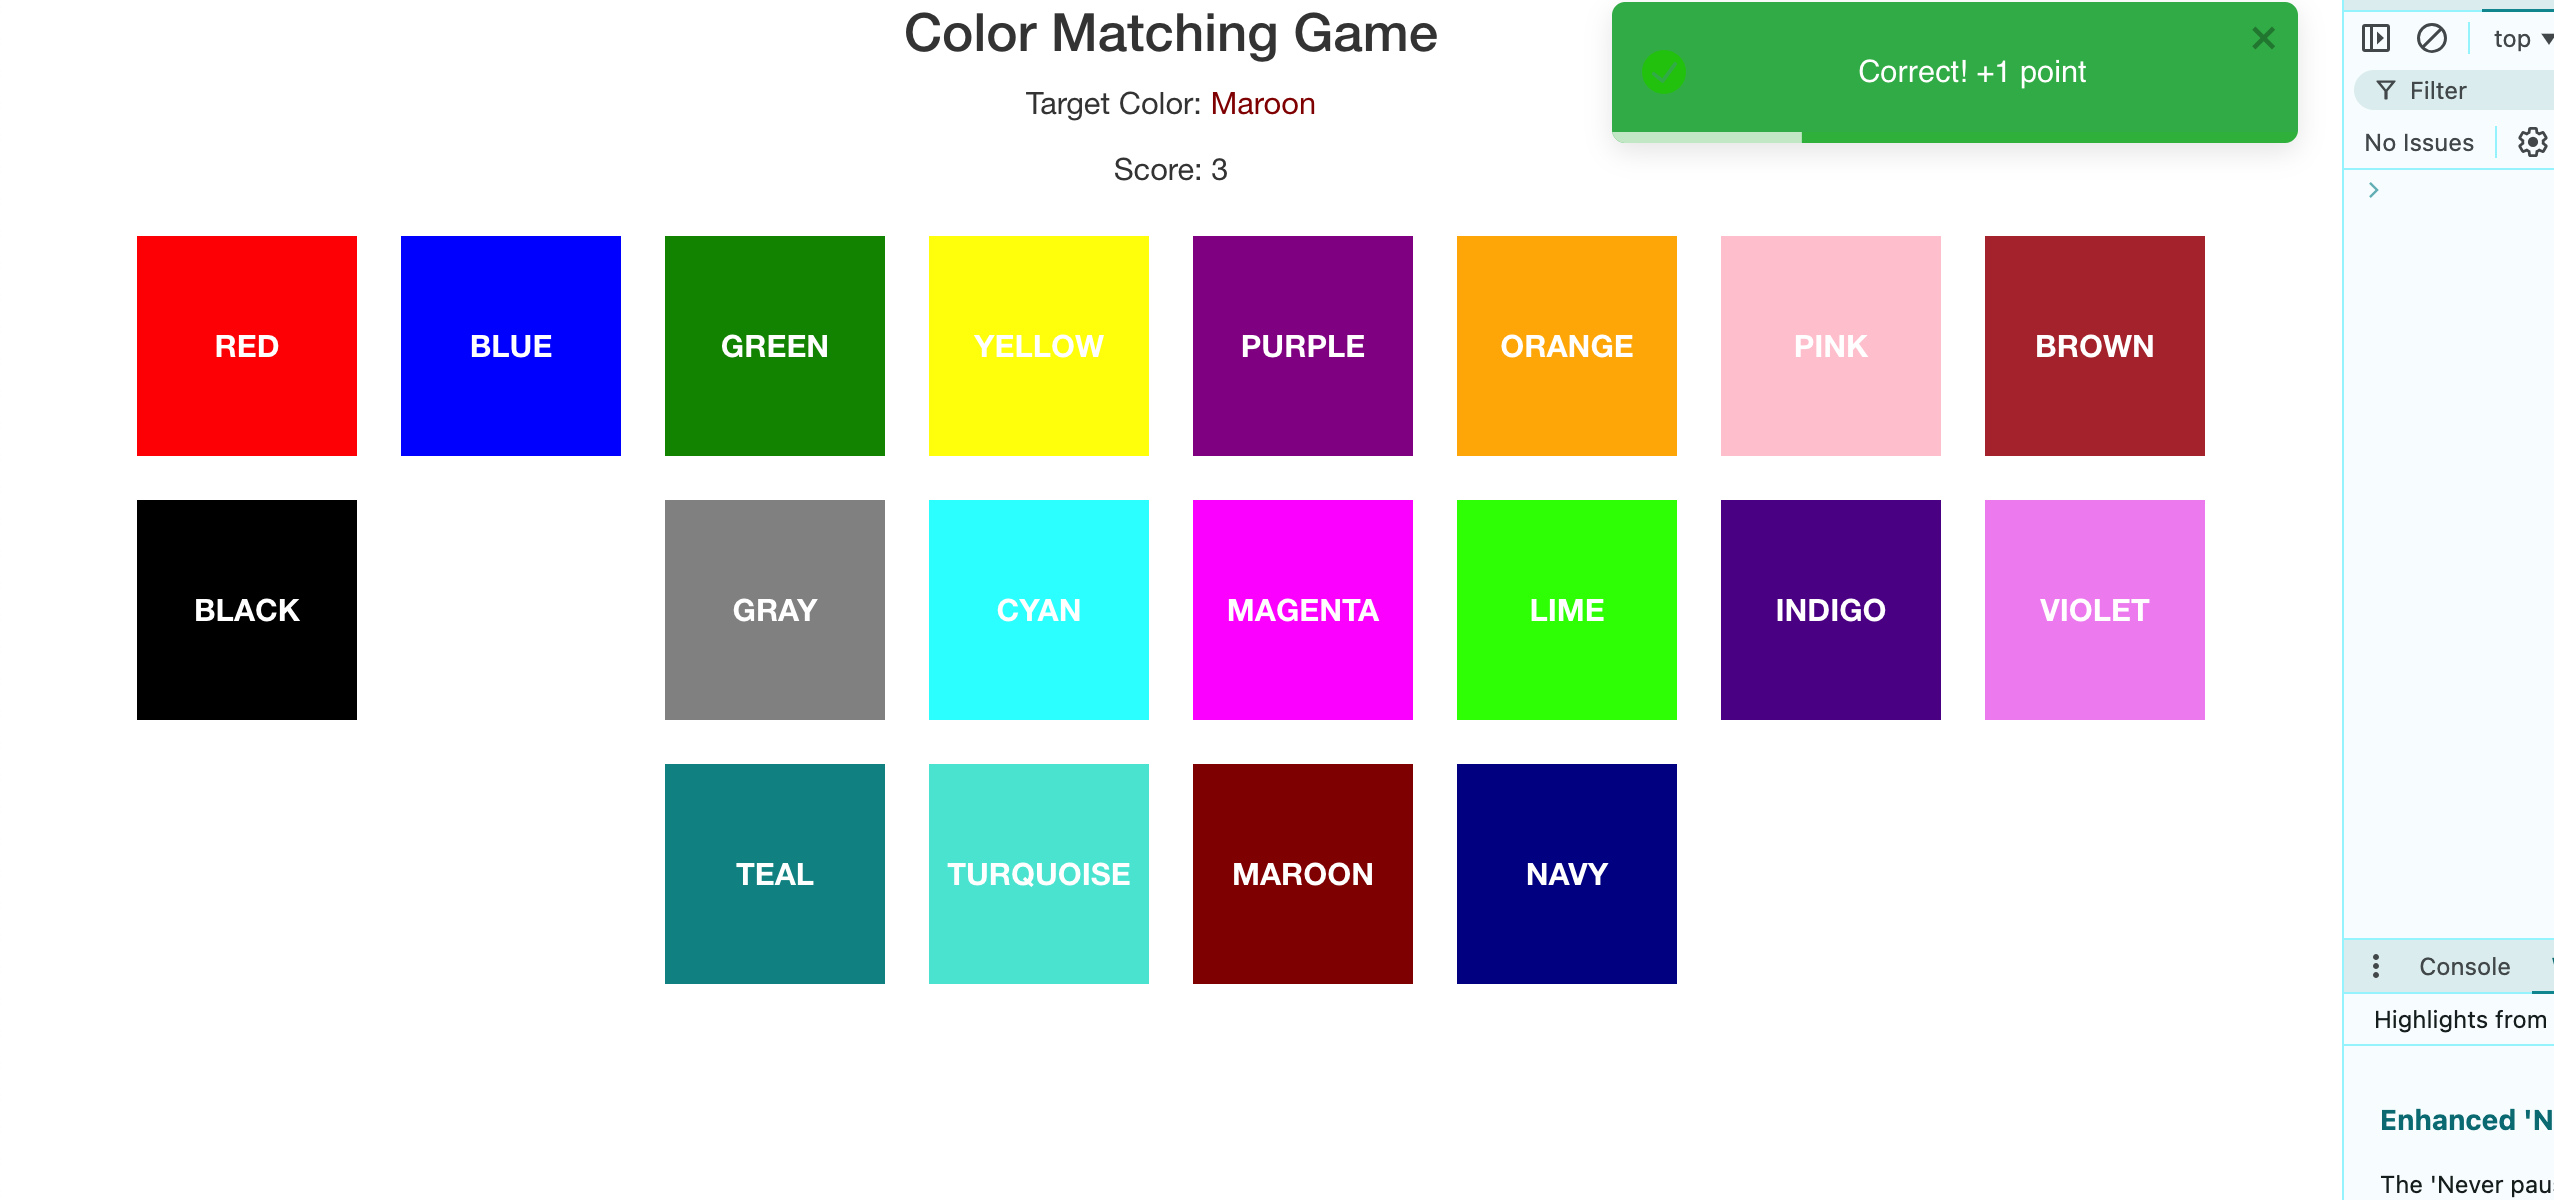 Color Matching Game
Target Color: Maroon
Score: 3
Correct! +1 point
RED
BLUE
GREEN
YELLOW
PURPLE
ORANGE
PINK
BROWN
BLACK
GRAY
CYAN
MAGENTA
LIME
INDIGO
VIOLET
TEAL
TURQUOISE
MAROON
NAVY
top
Filter
No Issues
Console
Highlights from
Enhanced 'N
The 'Never pau